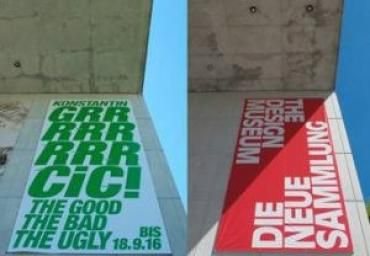 KONSTANTIN
GRR
RRR
RRR
CiC!
THE GOOD
THE BAD
THE UGLY
BIS
18.9.16
THE
DESIGN
MUSEUM
DIE
NEUE
SAMMLUNG